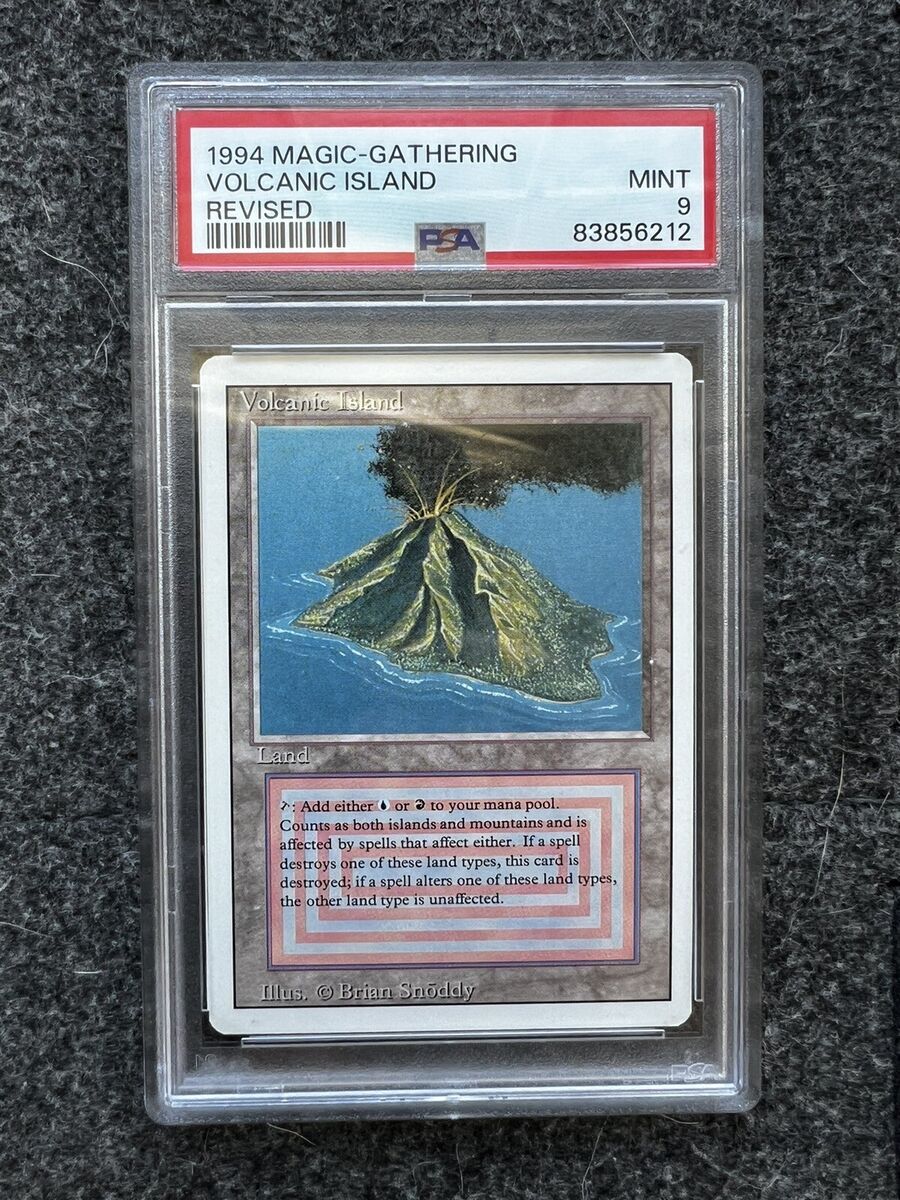 1994 MAGIC-GATHERING
VOLCANIC ISLAND MINT
REVISED 9
PSA 83856212
Volcanic Island
Land
: Add either or to your mana pool.
Counts as both islands and mountains and is
affected by spells that affect either. If a spell
destroys one of these land types, this card is
destroyed; if a spell alters one of these land types,
the other land type is unaffected.
Illus. © Brian Snōddy
PSA